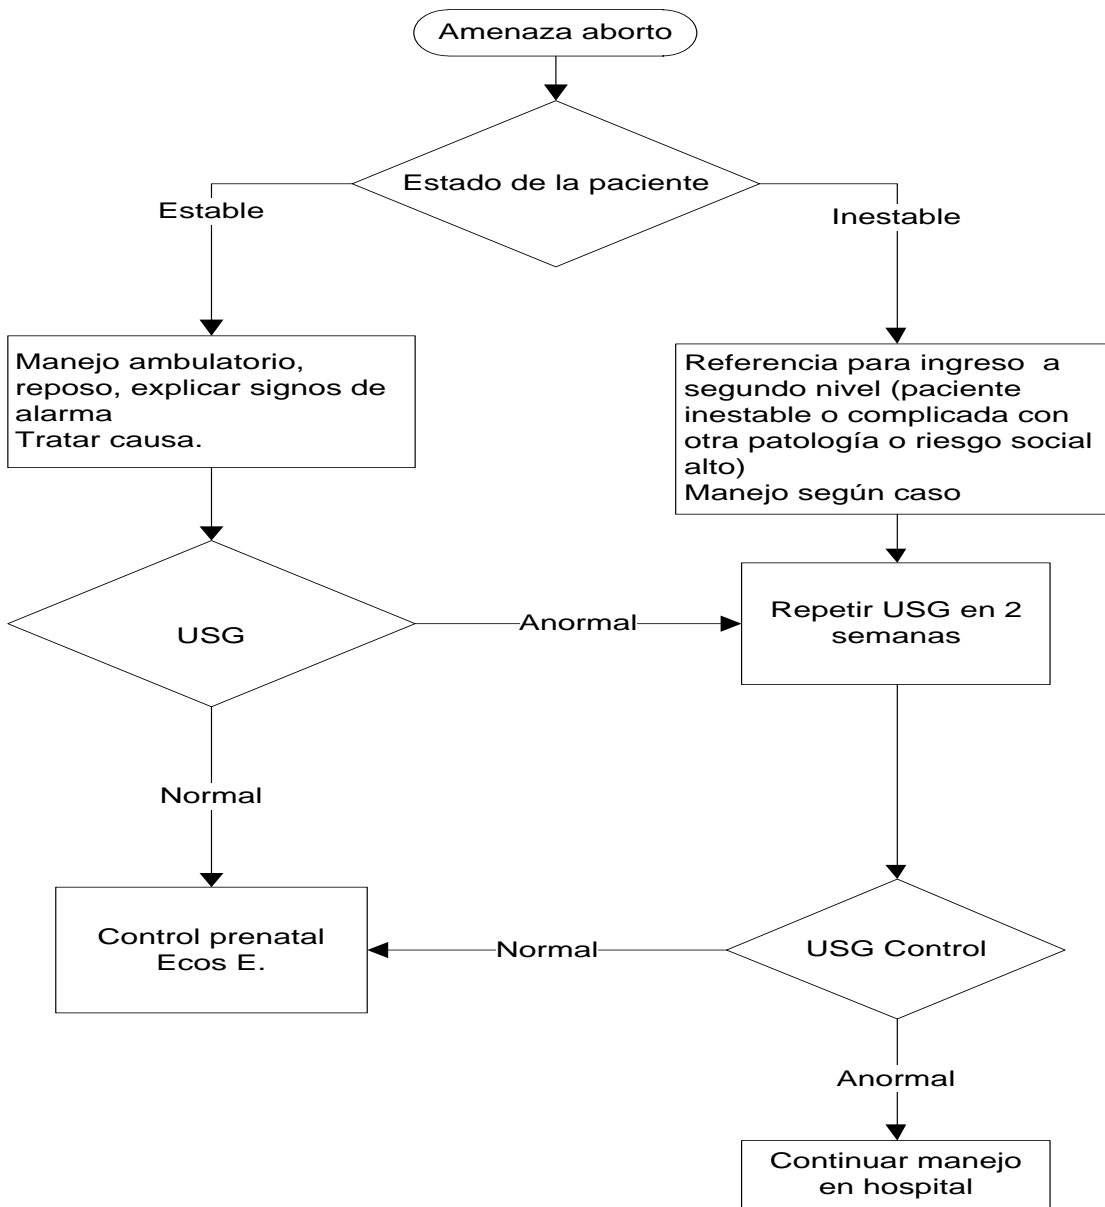 Amenaza aborto
Estado de la paciente
Estable
Inestable
Manejo ambulatorio,
reposo, explicar signos de
alarma
Tratar causa.
Referencia para ingreso a
segundo nivel (paciente
inestable o complicada con
otra patología o riesgo social
alto)
Manejo según caso
USG
Anormal
Repetir USG en 2
semanas
Normal
Control prenatal
Ecos E.
Normal
USG Control
Anormal
Continuar manejo
en hospital